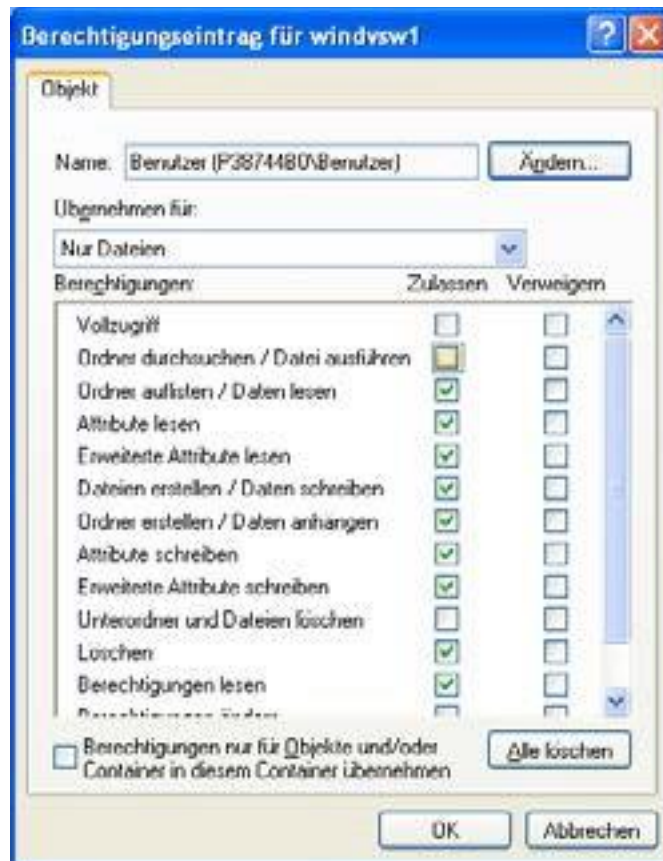 Berechtigungseintrag für windvsw1
Objekt
Name: Benutzer (P3874480\Benutzer) Ändern...
Übernehmen für:
Nur Dateien
Berechtigungen: Zulassen Verweigern
Vollzugriff
Ordner durchsuchen / Datei ausführen
Ordner auflisten / Daten lesen
Attribute lesen
Erweiterte Attribute lesen
Dateien erstellen / Daten schreiben
Ordner erstellen / Daten anhängen
Attribute schreiben
Erweiterte Attribute schreiben
Unterordner und Dateien löschen
Löschen
Berechtigungen lesen
Berechtigungen ändern
Berechtigungen nur für Objekte und/oder
Container in diesem Container übernehmen
Alle löschen
OK Abbrechen